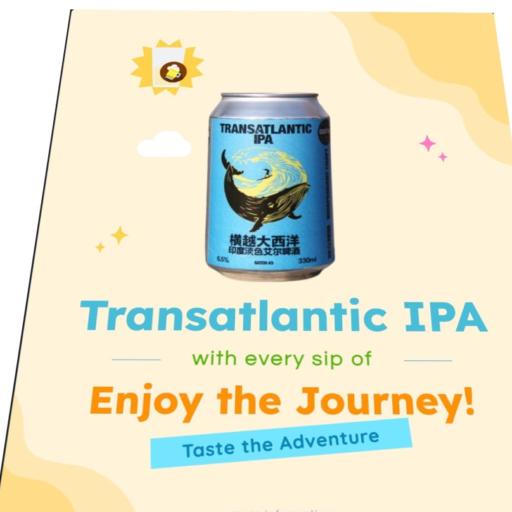 TRANSATLANTIC
IPA
横越大西洋
印度淡色艾尔啤酒
6.5%
330ml
Transatlantic IPA
with every sip of
Enjoy the Journey!
Taste the Adventure